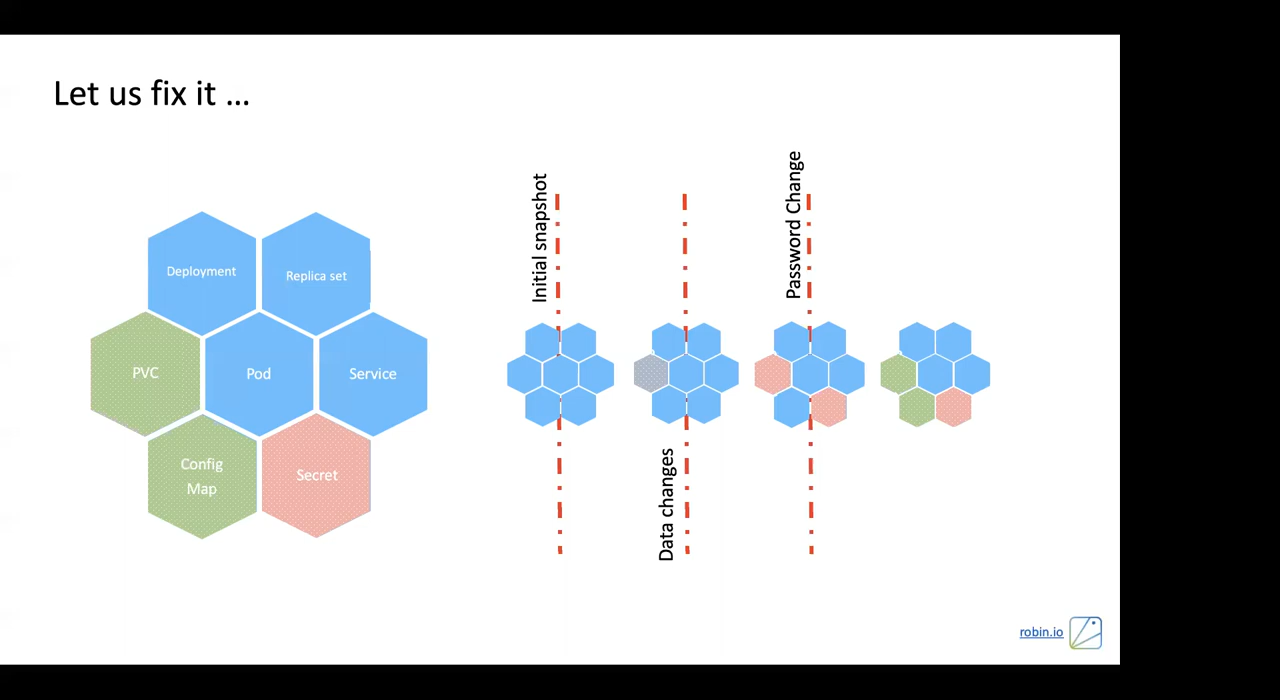 Let us fix it ...
Deployment
Replica set
PVC
Pod
Service
Config
Map
Secret
Initial snapshot
Data changes
Password Change
robin.io